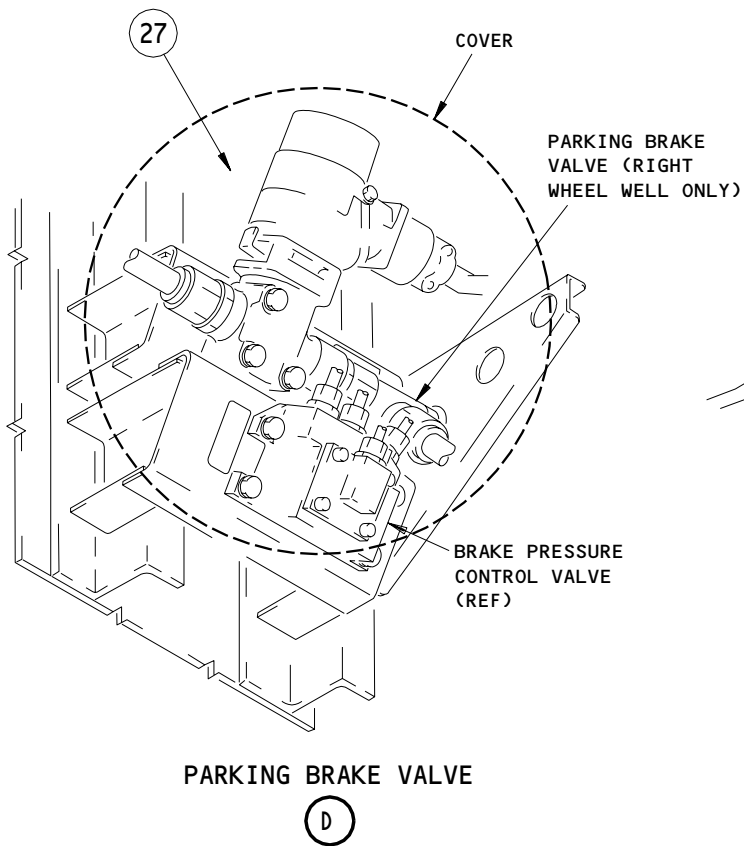 27
COVER
PARKING BRAKE
VALVE (RIGHT
WHEEL WELL ONLY)
BRAKE PRESSURE
CONTROL VALVE
(REF)
PARKING BRAKE VALVE
D